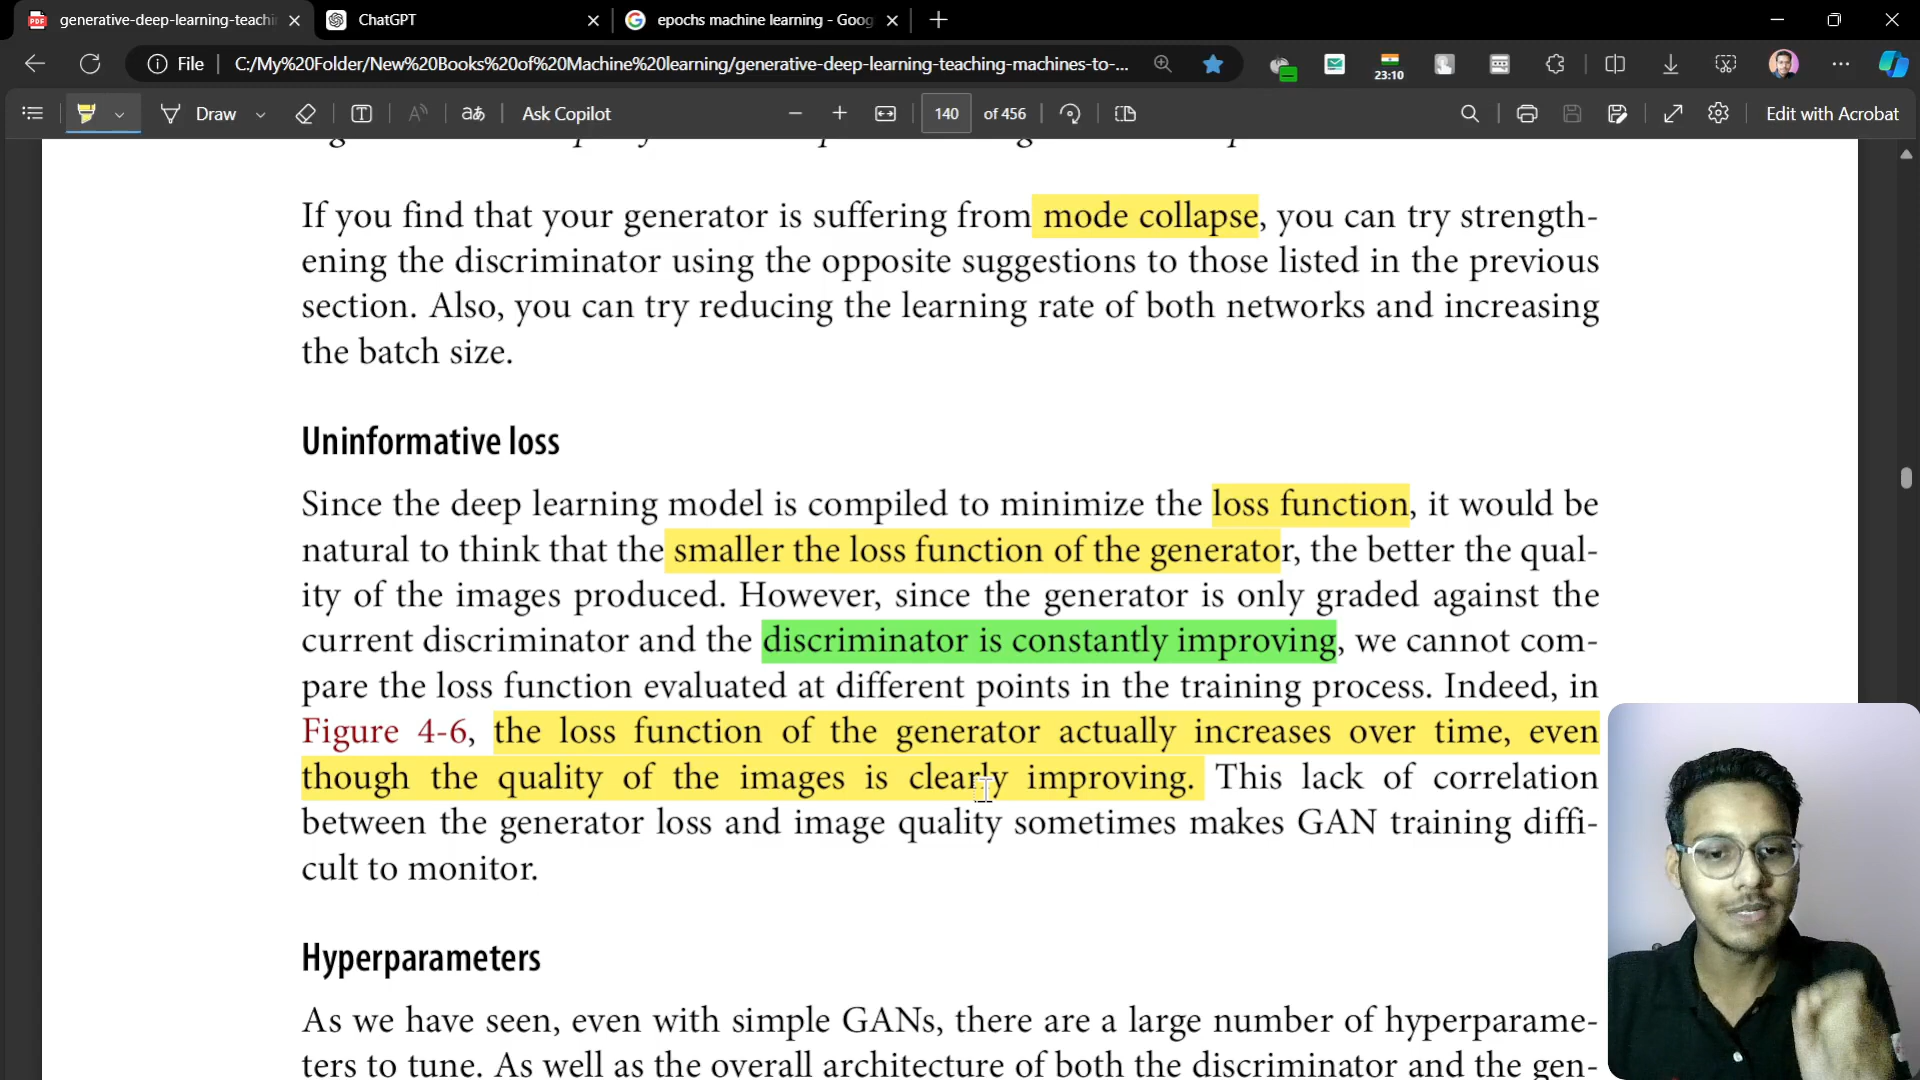 generative-deep-learning-teachi
ChatGPT
epochs machine learning - Goog
File
C:/My%20Folder/New%20Books%20of%20Machine%20learning/generative-deep-learning-teaching-machines-to-...
23:10
Draw
aあ
Ask Copilot
140
of 456
Edit with Acrobat
If you find that your generator is suffering from mode collapse, you can try strength-
ening the discriminator using the opposite suggestions to those listed in the previous
section. Also, you can try reducing the learning rate of both networks and increasing
the batch size.
Uninformative loss
Since the deep learning model is compiled to minimize the loss function, it would be
natural to think that the smaller the loss function of the generator, the better the qual-
ity of the images produced. However, since the generator is only graded against the
current discriminator and the discriminator is constantly improving, we cannot com-
pare the loss function evaluated at different points in the training process. Indeed, in
Figure 4-6, the loss function of the generator actually increases over time, even
though the quality of the images is clearly improving. This lack of correlation
between the generator loss and image quality sometimes makes GAN training diffi-
cult to monitor.
Hyperparameters
As we have seen, even with simple GANs, there are a large number of hyperparame-
ters to tune. As well as the overall architecture of both the discriminator and the gen-